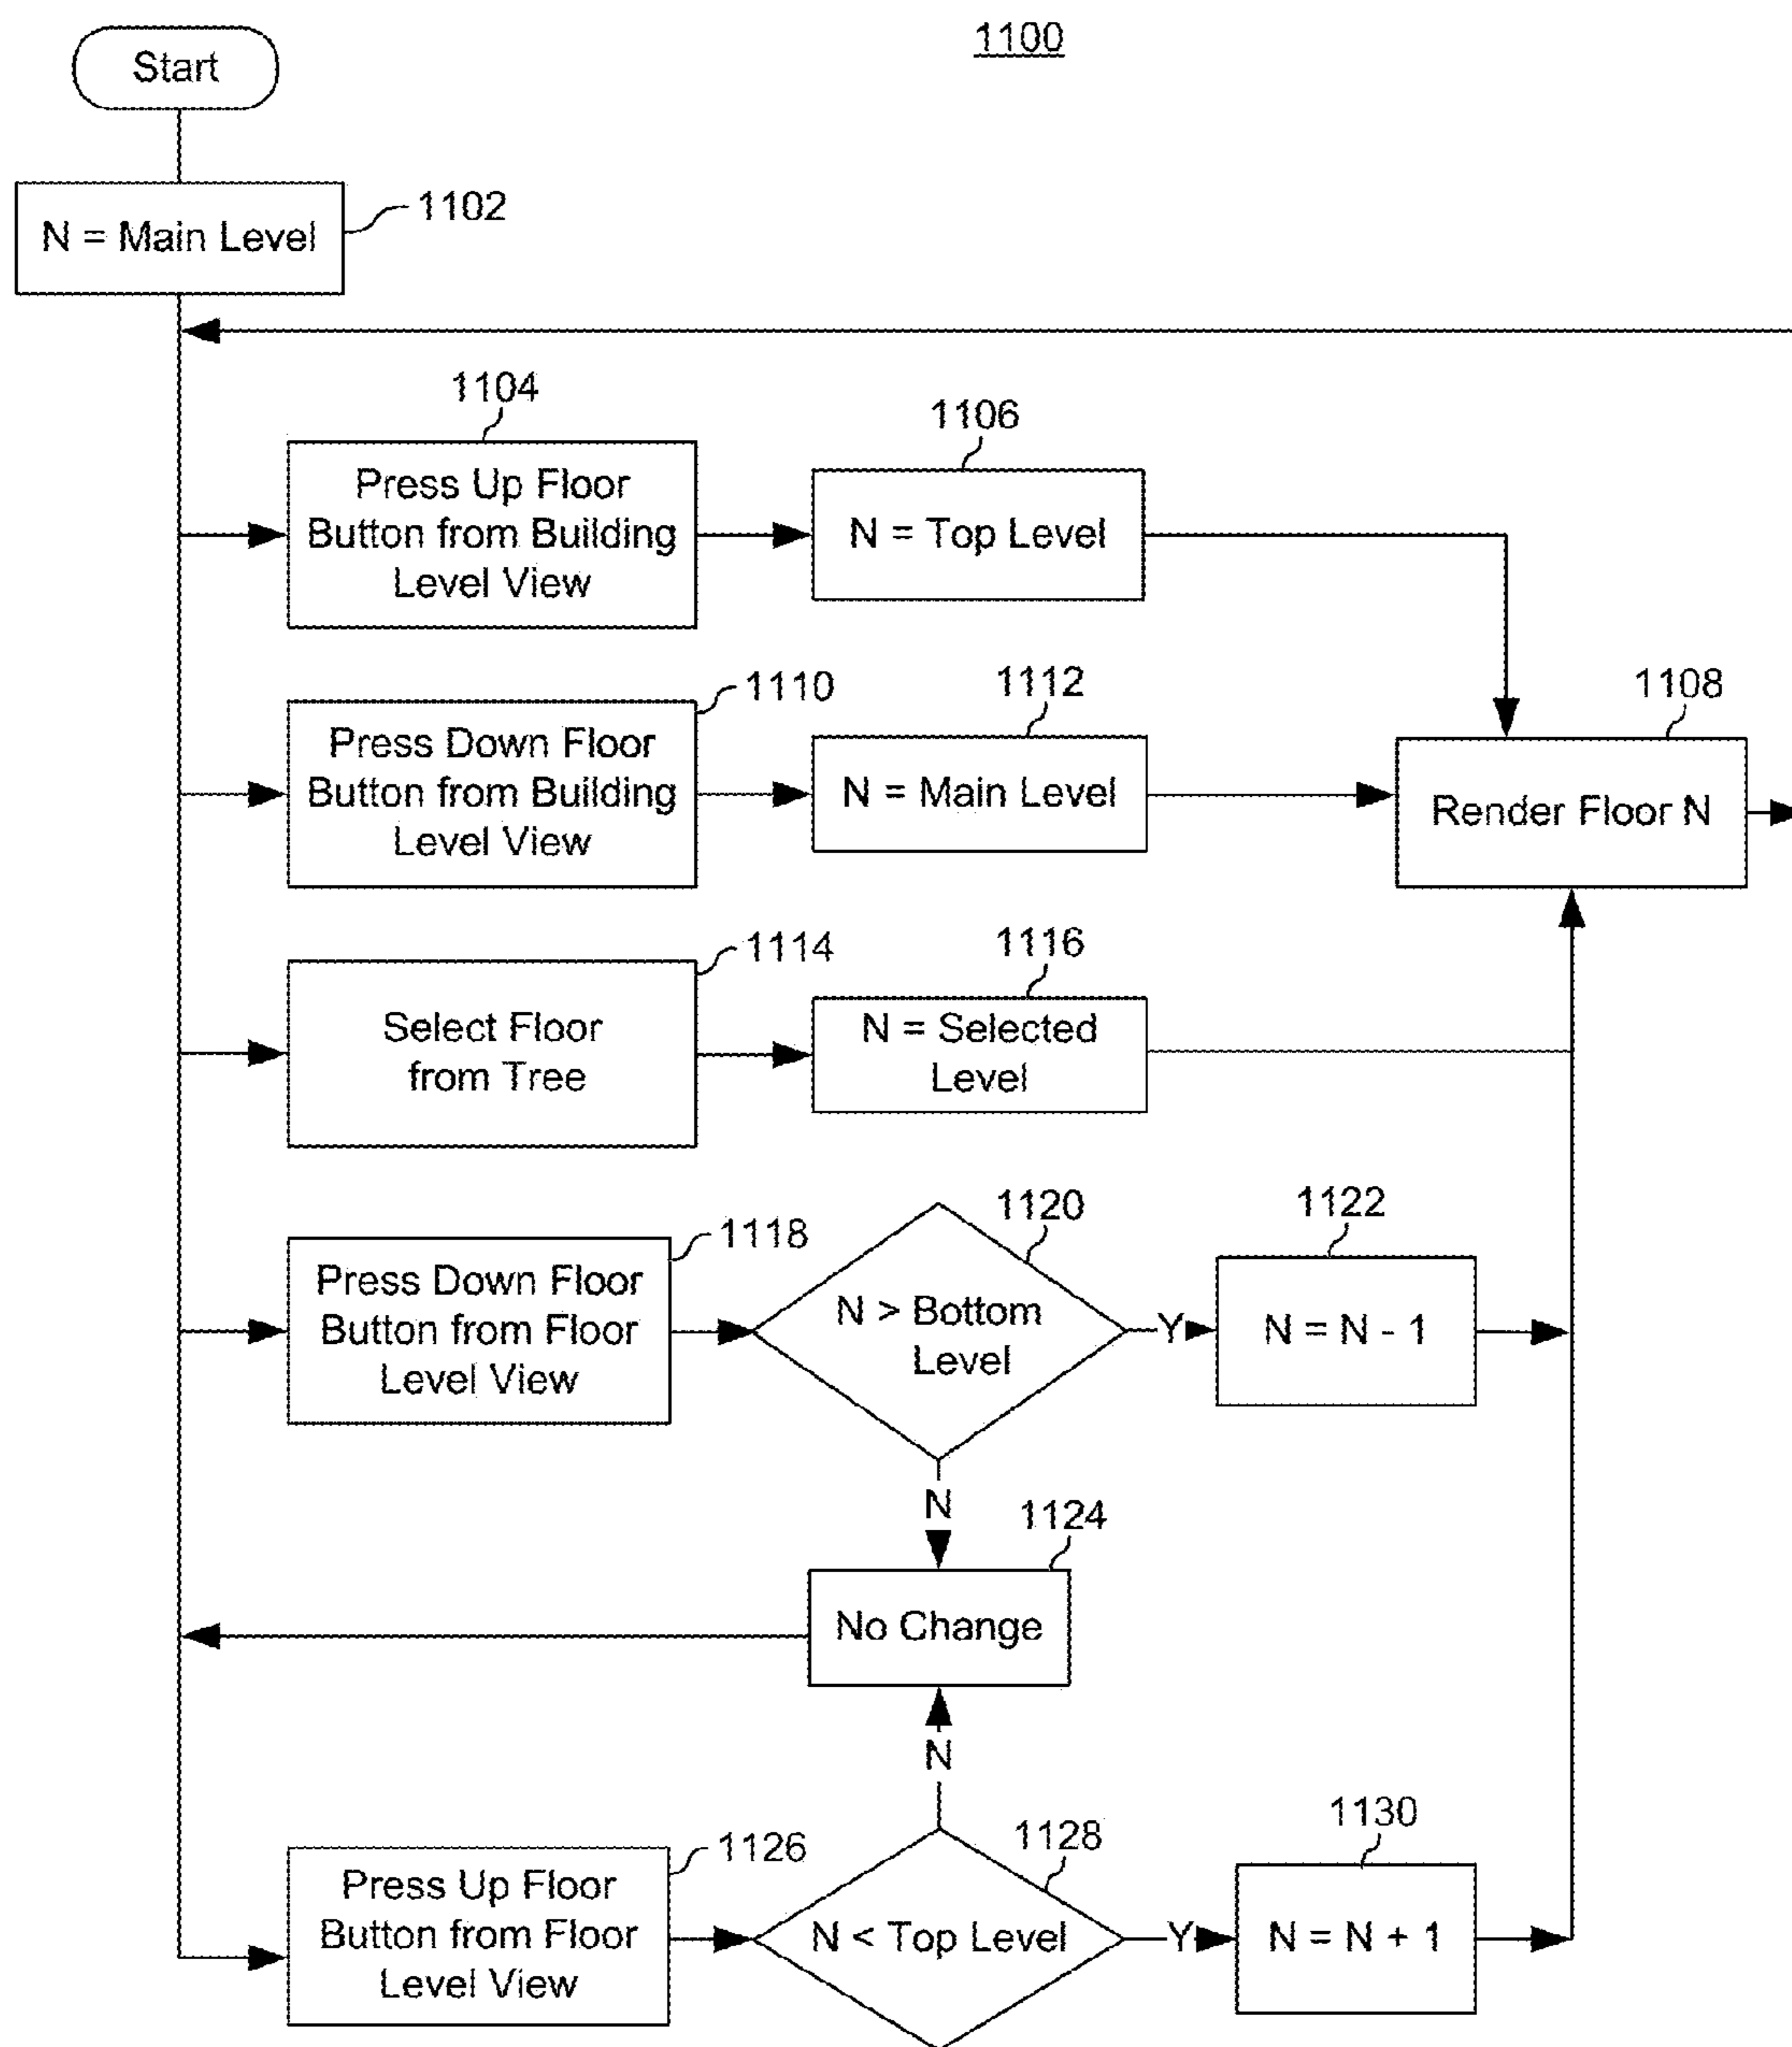 1100
Start
1102
N = Main Level
1104
Press Up Floor
Button from Building
Level View
1106
N = Top Level
1110
Press Down Floor
Button from Building
Level View
1112
N = Main Level
1108
Render Floor N
1114
Select Floor
from Tree
1116
N = Selected
Level
1118
Press Down Floor
Button from Floor
Level View
1120
N > Bottom
Level
Y
1122
N = N - 1
N
1124
No Change
N
1126
Press Up Floor
Button from Floor
Level View
1128
N < Top Level
Y
1130
N = N + 1